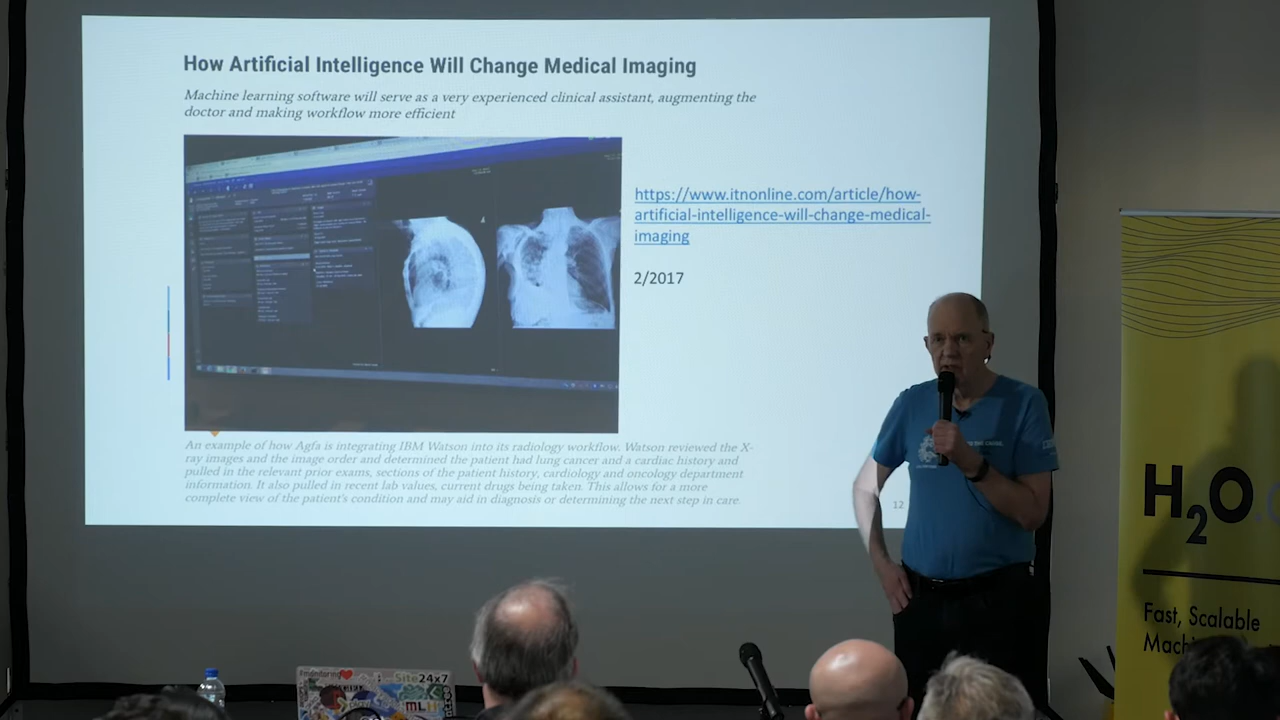 How Artificial Intelligence Will Change Medical Imaging
Machine learning software will serve as a very experienced clinical assistant, augmenting the
doctor and making workflow more efficient
https://www.itnonline.com/article/how-
artificial-intelligence-will-change-medical-
imaging
2/2017
An example of how Agfa is integrating IBM Watson into its radiology workflow. Watson reviewed the X-
ray images and the image order and determined the patient had lung cancer and a cardiac history and
pulled in the relevant prior exams, sections of the patient history, cardiology and oncology department
information. It also pulled in recent lab values, current drugs being taken. This allows for a more
complete view of the patient's condition and may aid in diagnosis or determining the next step in care.
12
H2O
Fast, Scalable
#monitoring
Site24x7
MLH